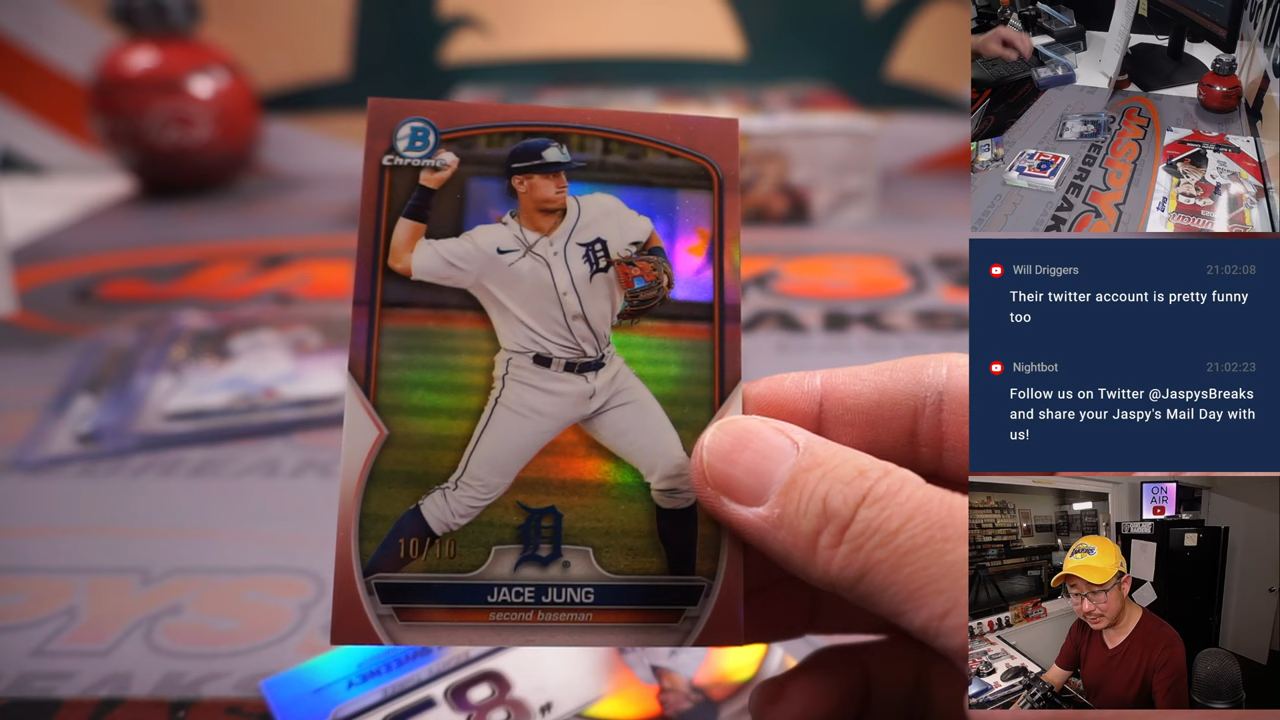 B
Chrome
D
10/10
D
JACE JUNG
second baseman
JASPY'S
CASEBREAKS
Will Driggers 21:02:08
Their twitter account is pretty funny
too
Nightbot 21:02:23
Follow us on Twitter @JaspysBreaks
and share your Jaspy's Mail Day with
us!
ON
AIR